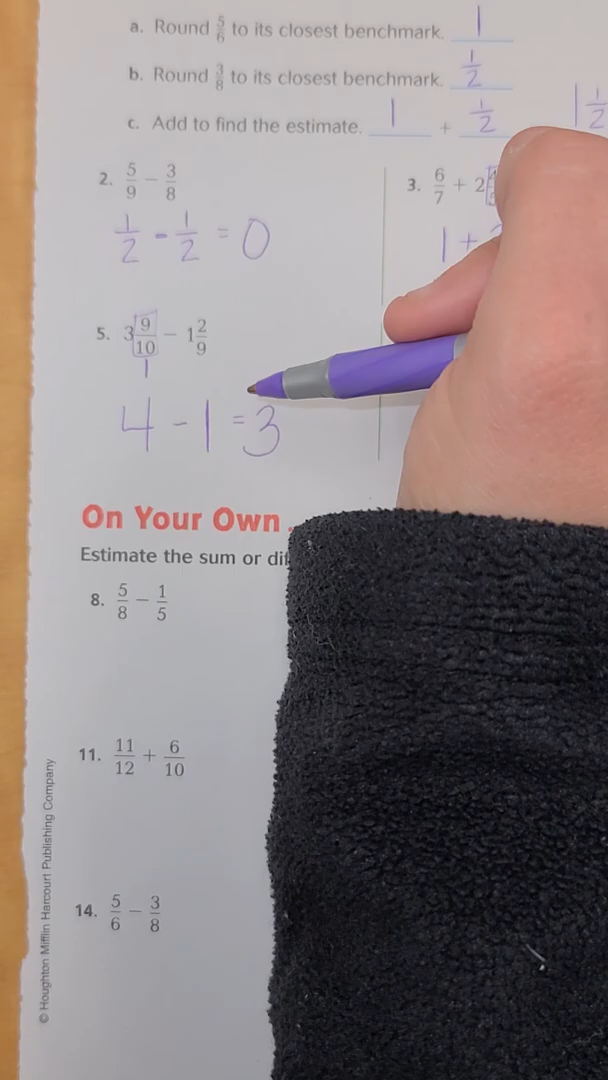 a. Round 5/6 to its closest benchmark. 1
b. Round 3/8 to its closest benchmark. 1/2
c. Add to find the estimate. 1 + 1/2 1 1/2
2. 5/9 − 3/8
1/2 - 1/2 = 0
3. 6/7 + 2
1 +
5. 3 9/10 − 1 2/9
1
4 - 1 = 3
On Your Own
Estimate the sum or
8. 5/8 − 1/5
11. 11/12 + 6/10
14. 5/6 − 3/8
© Houghton Mifflin Harcourt Publishing Company